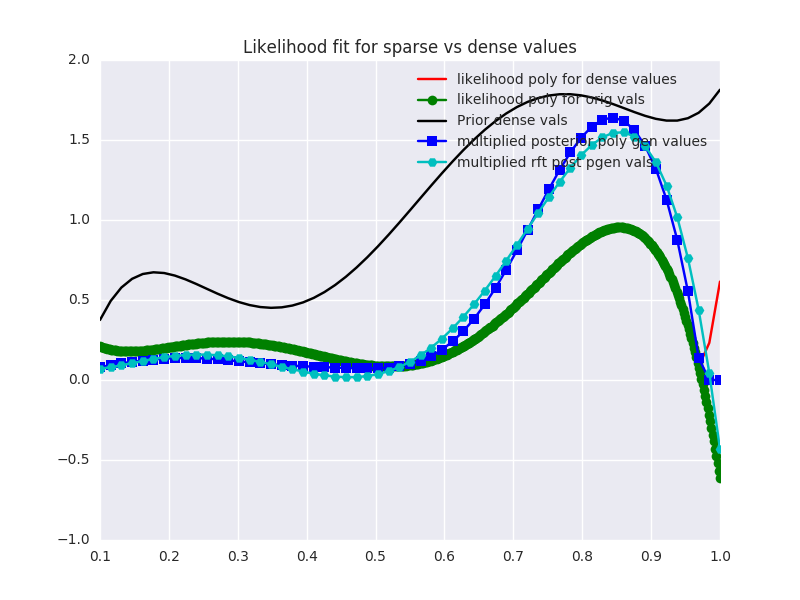 Likelihood fit for sparse vs dense values
2.0
1.5
1.0
0.5
0.0
−0.5
−1.0
likelihood poly for dense values
likelihood poly for orig vals
Prior dense vals
multiplied posterior poly gen values
multiplied rft post pgen vals
0.1 0.2 0.3 0.4 0.5 0.6 0.7 0.8 0.9 1.0